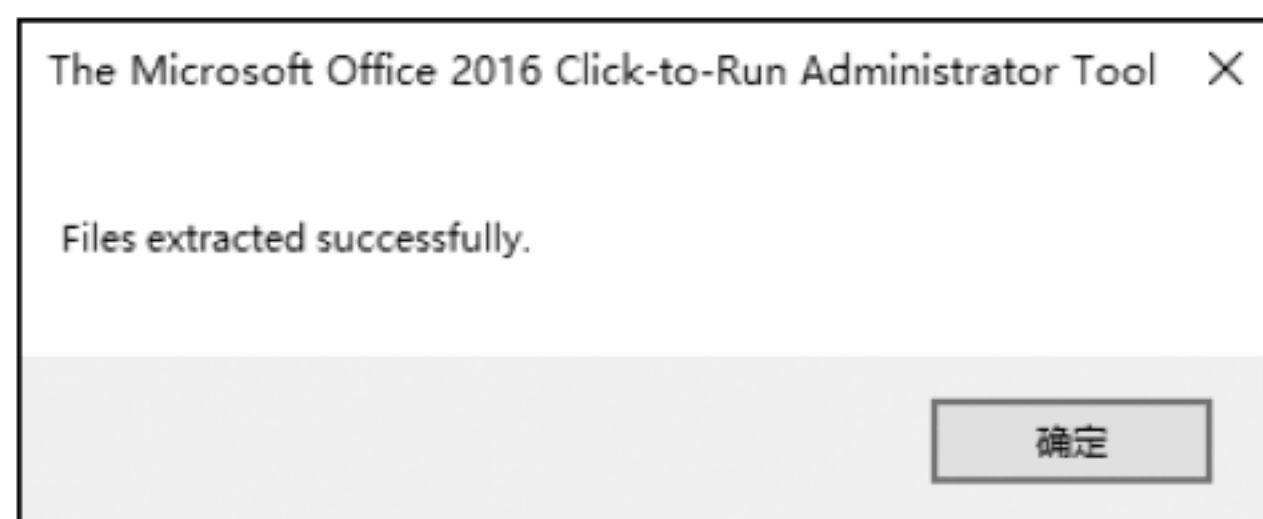 The Microsoft Office 2016 Click-to-Run Administrator Tool
Files extracted successfully.
确定